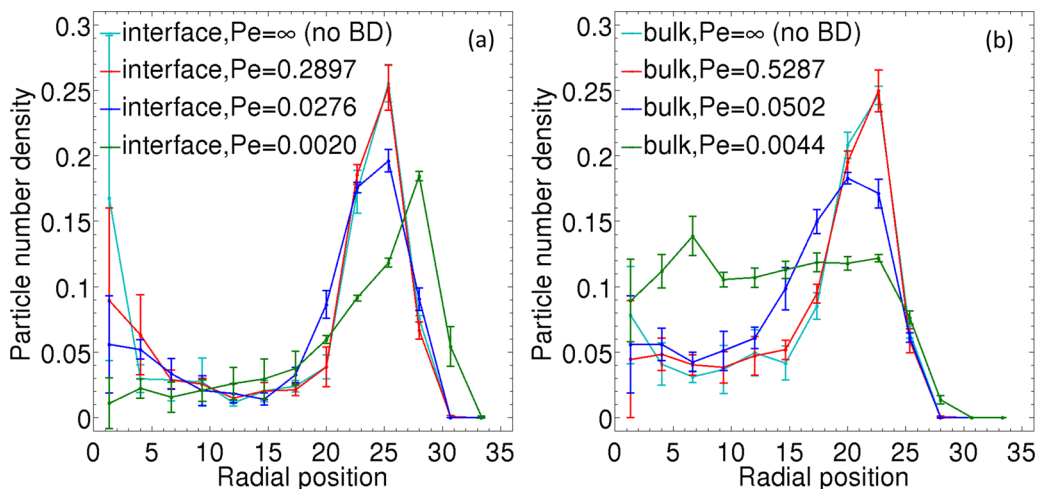 0.3
0.25
0.2
0.15
0.1
0.05
0
Particle number density
interface,Pe=∞ (no BD)
interface,Pe=0.2897
interface,Pe=0.0276
interface,Pe=0.0020
(a)
0 5 10 15 20 25 30 35
Radial position
0.3
0.25
0.2
0.15
0.1
0.05
0
Particle number density
bulk,Pe=∞ (no BD)
bulk,Pe=0.5287
bulk,Pe=0.0502
bulk,Pe=0.0044
(b)
0 5 10 15 20 25 30 35
Radial position